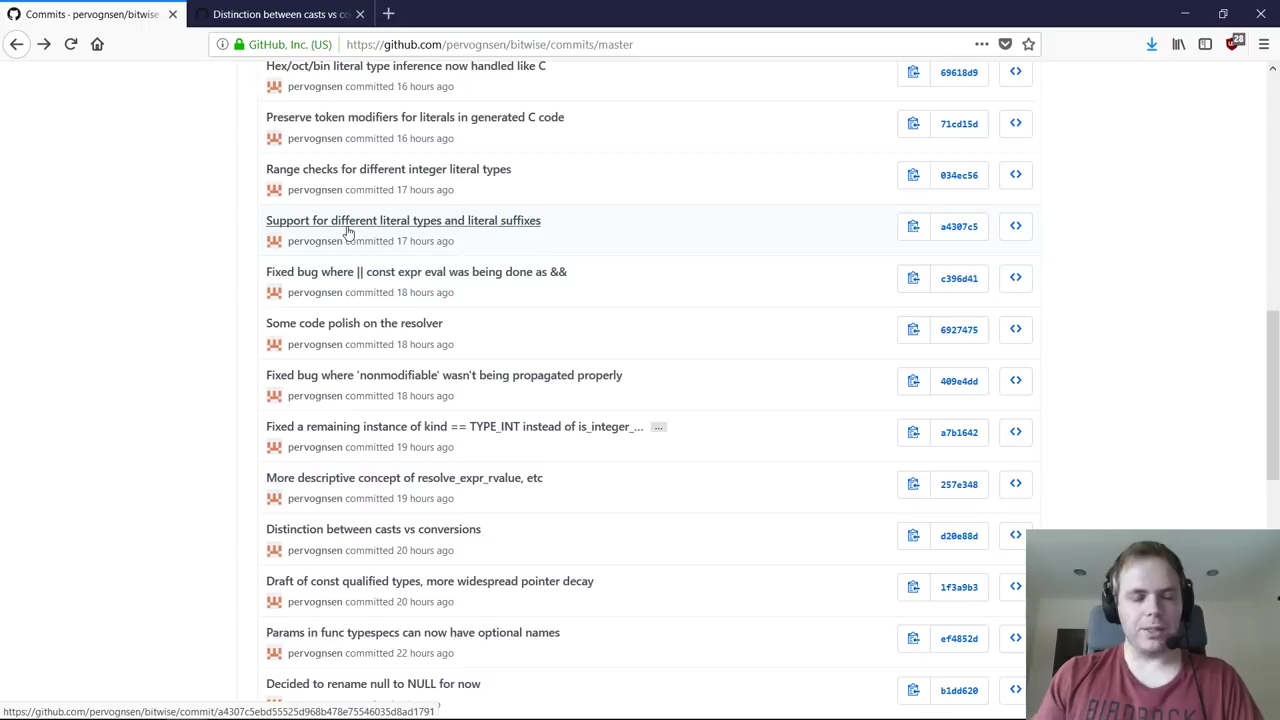 Commits · pervognsen/bitwise
Distinction between casts vs co
GitHub, Inc. (US)
https://github.com/pervognsen/bitwise/commits/master
28
Hex/oct/bin literal type inference now handled like C
69618d9
pervognsen committed 16 hours ago
Preserve token modifiers for literals in generated C code
71cd15d
pervognsen committed 16 hours ago
Range checks for different integer literal types
034ec56
pervognsen committed 17 hours ago
Support for different literal types and literal suffixes
a4307c5
pervognsen committed 17 hours ago
Fixed bug where || const expr eval was being done as &&
c396d41
pervognsen committed 18 hours ago
Some code polish on the resolver
6927475
pervognsen committed 18 hours ago
Fixed bug where 'nonmodifiable' wasn't being propagated properly
409e4dd
pervognsen committed 18 hours ago
Fixed a remaining instance of kind == TYPE_INT instead of is_integer_... ...
a7b1642
pervognsen committed 19 hours ago
More descriptive concept of resolve_expr_rvalue, etc
257e348
pervognsen committed 19 hours ago
Distinction between casts vs conversions
d20e88d
pervognsen committed 20 hours ago
Draft of const qualified types, more widespread pointer decay
1f3a9b3
pervognsen committed 20 hours ago
Params in func typespecs can now have optional names
ef4852d
pervognsen committed 22 hours ago
Decided to rename null to NULL for now
b1dd620
https://github.com/pervognsen/bitwise/commit/a4307c5ebd55525d968b478e75546035d8ad1791